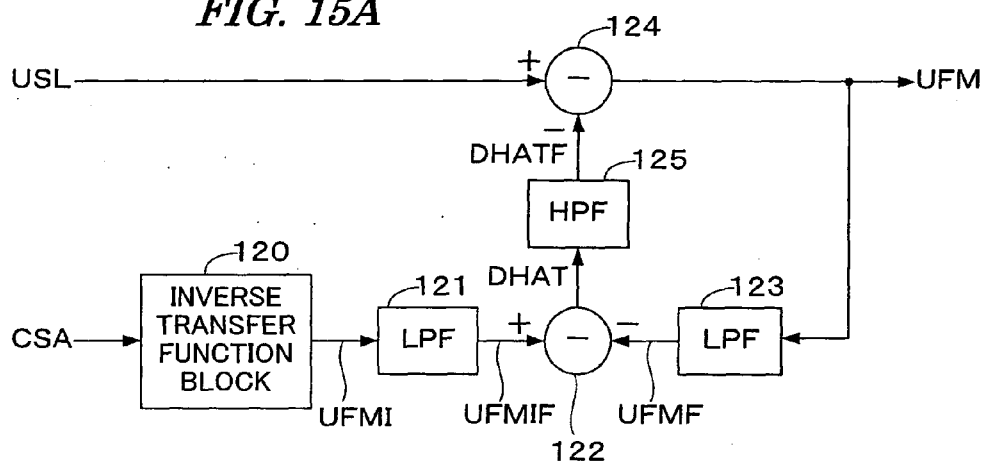 FIG. 15A
124
USL
+
−
UFM
−
DHATF
125
HPF
120
DHAT
121
123
INVERSE
TRANSFER
FUNCTION
BLOCK
CSA
LPF
+
−
−
LPF
UFMI
UFMIF
UFMF
122